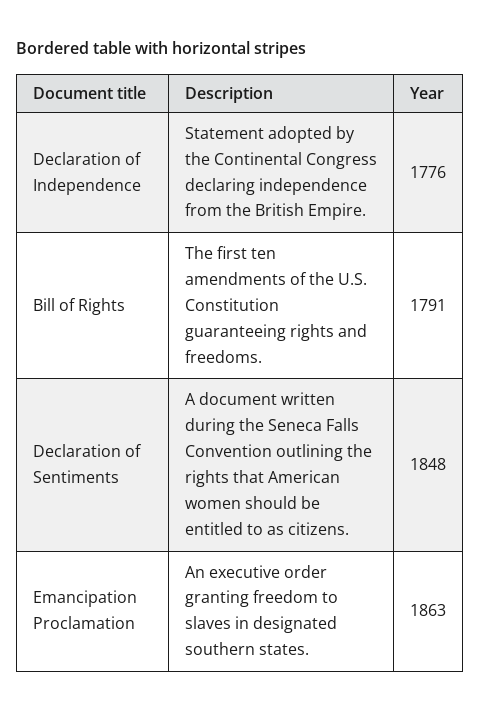 Bordered table with horizontal stripes
Document title Description Year
Declaration of
Independence
Statement adopted by
the Continental Congress
declaring independence
from the British Empire.
1776
Bill of Rights
The first ten
amendments of the U.S.
Constitution
guaranteeing rights and
freedoms.
1791
Declaration of
Sentiments
A document written
during the Seneca Falls
Convention outlining the
rights that American
women should be
entitled to as citizens.
1848
Emancipation
Proclamation
An executive order
granting freedom to
slaves in designated
southern states.
1863